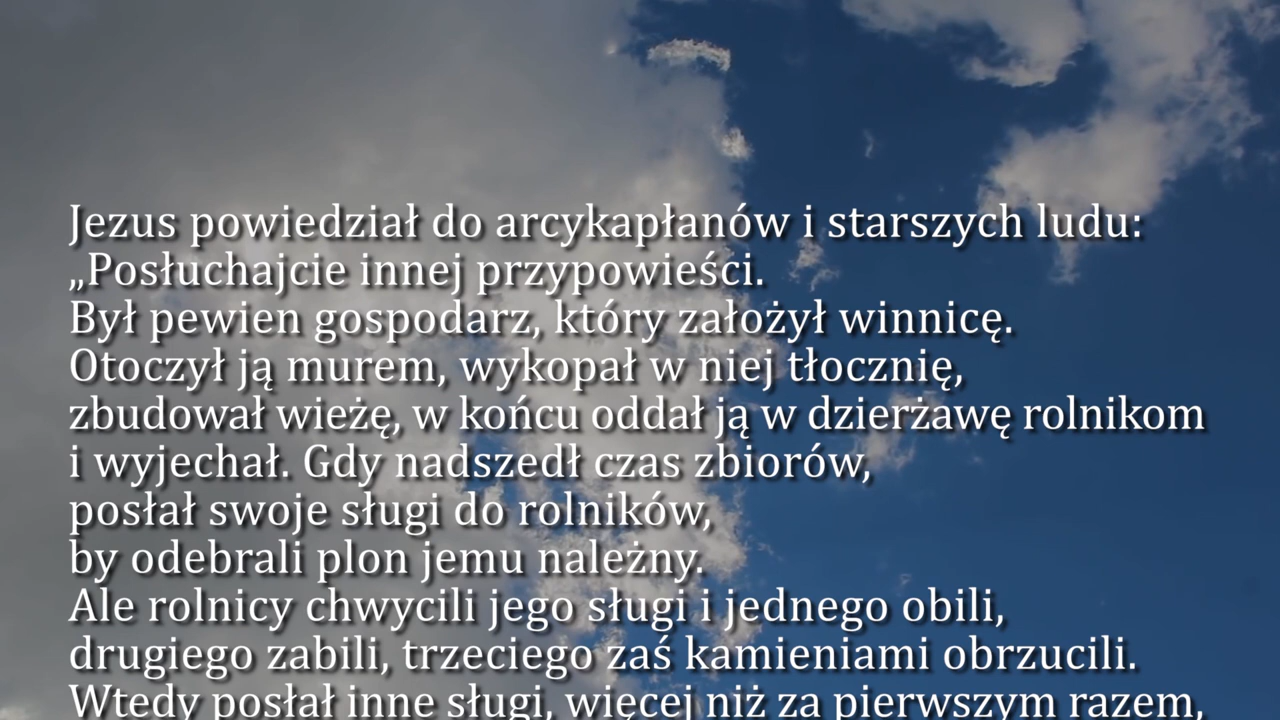 Jezus powiedział do arcykapłanów i starszych ludu:
„Posłuchajcie innej przypowieści.
Był pewien gospodarz, który założył winnicę.
Otoczył ją murem, wykopał w niej tłocznię,
zbudował wieżę, w końcu oddał ją w dzierżawę rolnikom
i wyjechał. Gdy nadszedł czas zbiorów,
posłał swoje sługi do rolników,
by odebrali plon jemu należny.
Ale rolnicy chwycili jego sługi i jednego obili,
drugiego zabili, trzeciego zaś kamieniami obrzucili.
Wtedy posłał inne sługi, więcej niż za pierwszym razem,